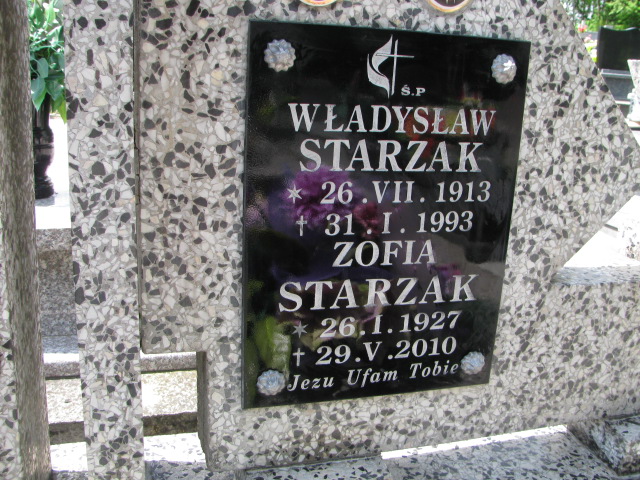 Ś.P
WŁADYSŁAW
STARZAK
* 26.VII.1913
† 31.I.1993
ZOFIA
STARZAK
* 26.I.1927
† 29.V.2010
Jezu Ufam Tobie